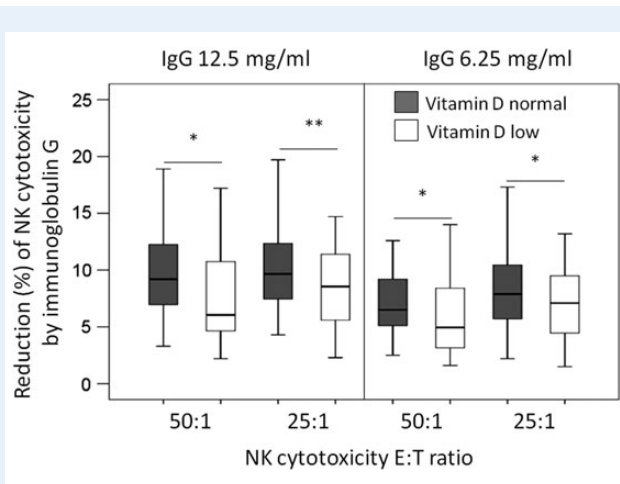 IgG 12.5 mg/ml
IgG 6.25 mg/ml
Reduction (%) of NK cytotoxicity
by immunoglobulin G
25
20
15
10
5
0
*
**
Vitamin D normal
Vitamin D low
*
*
50:1
25:1
50:1
25:1
NK cytotoxicity E:T ratio